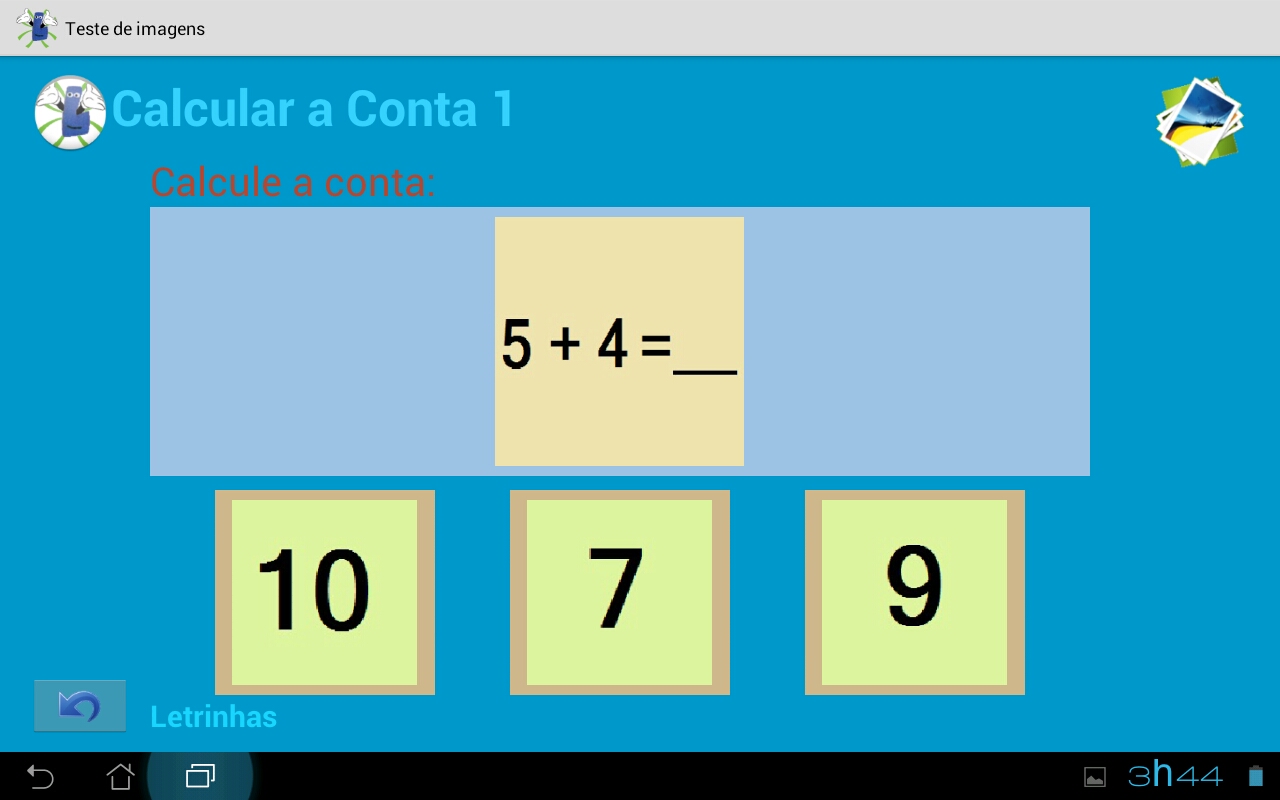 Teste de imagens
Calcular a Conta 1
Calcule a conta:
5 + 4 =__
10 7 9
Letrinhas
3h44